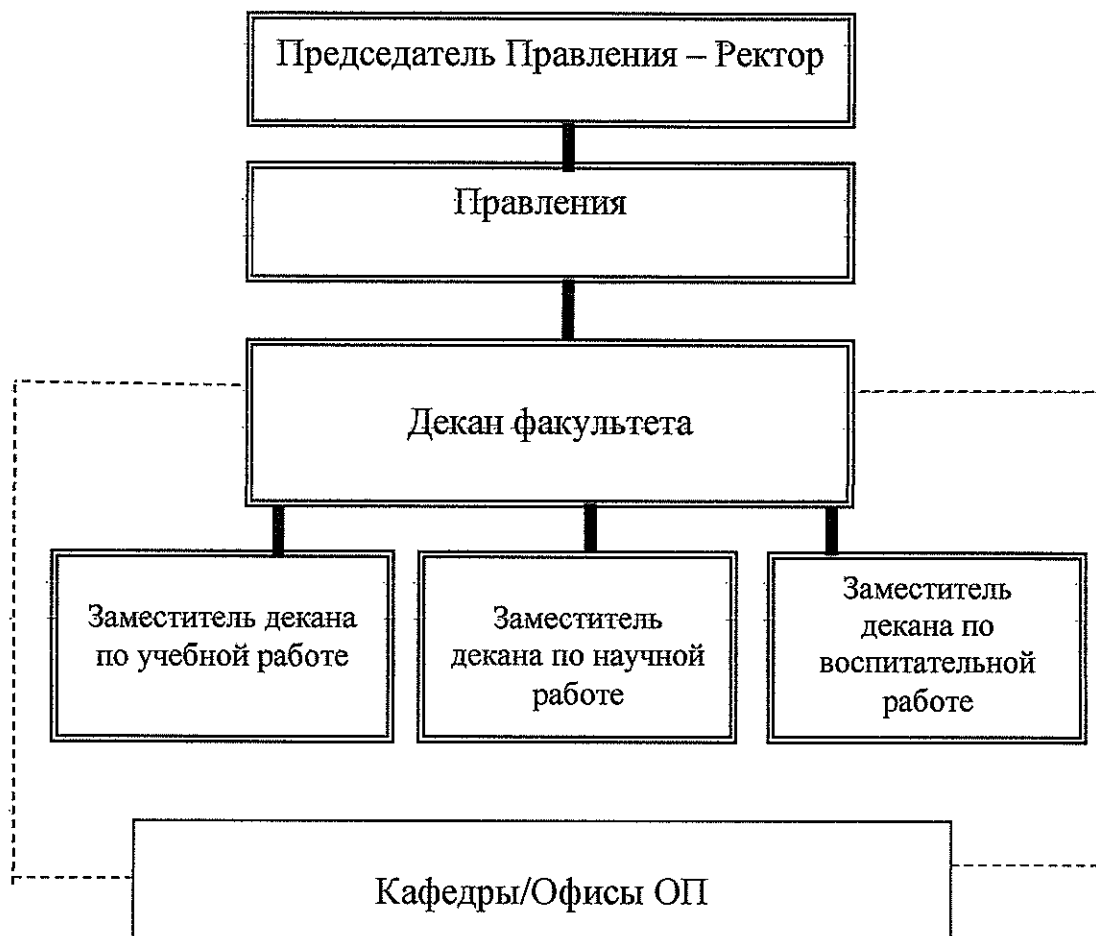 Председатель Правления – Ректор
Правления
Декан факультета
Заместитель декана
по учебной работе
Заместитель
декана по научной
работе
Заместитель
декана по
воспитательной
работе
Кафедры/Офисы ОП